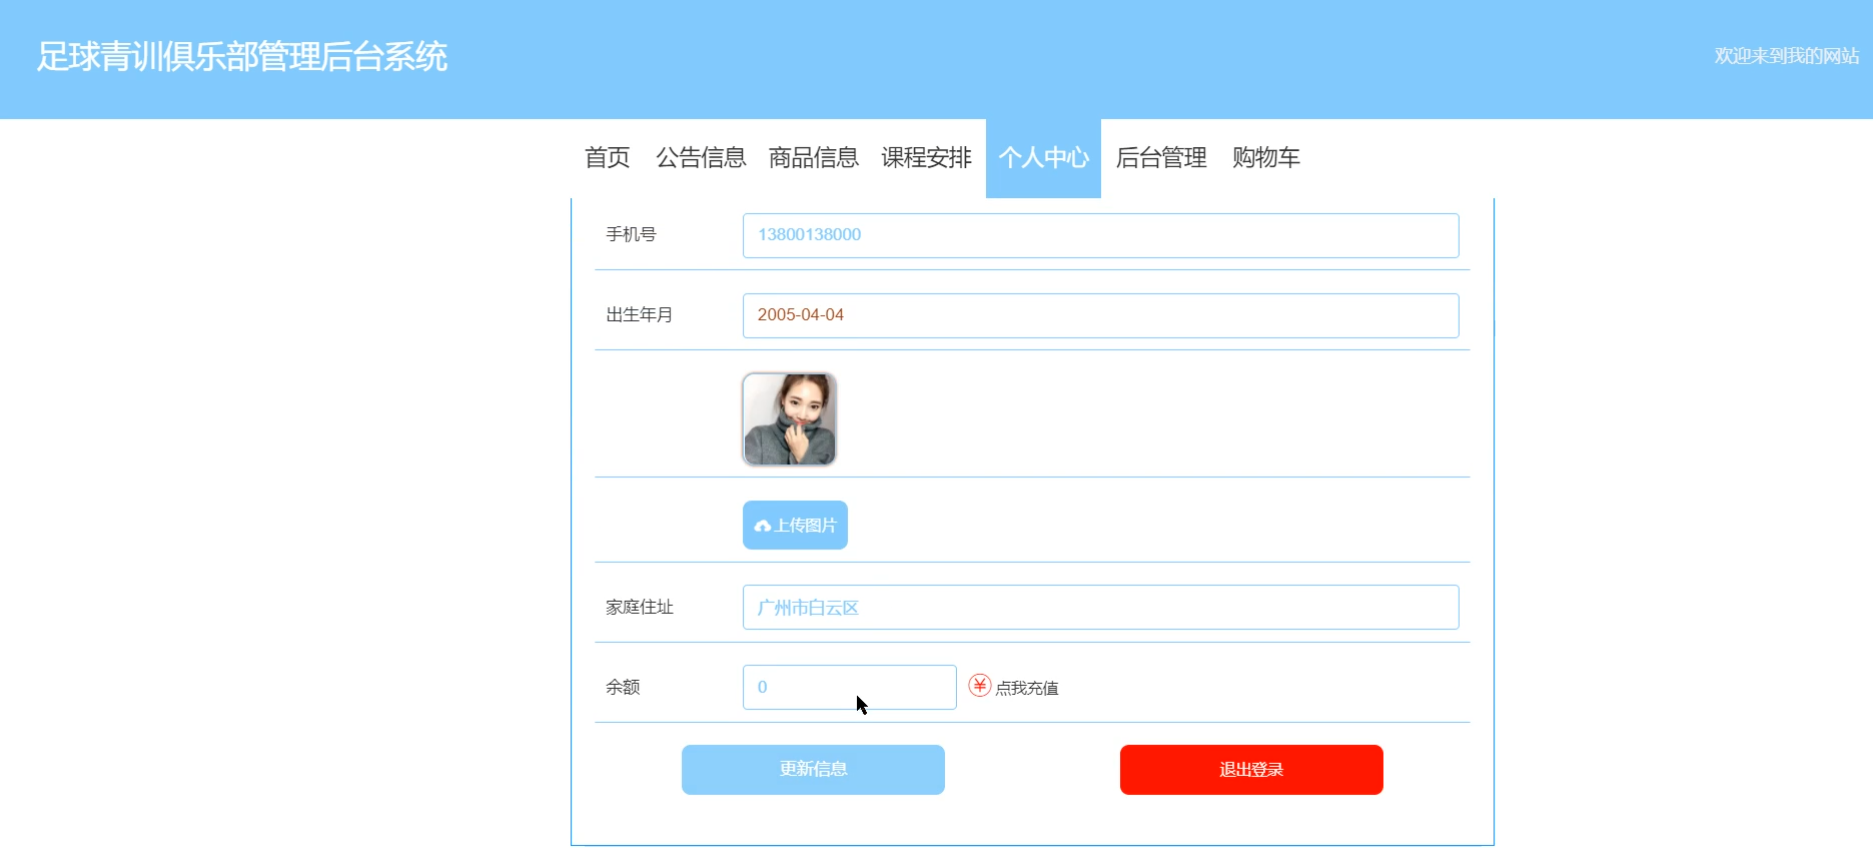 足球青训俱乐部管理后台系统
欢迎来到我的网站
首页 公告信息 商品信息 课程安排 个人中心 后台管理 购物车
手机号 13800138000
出生年月 2005-04-04
上传图片
家庭住址 广州市白云区
余额 0 ¥ 点我充值
更新信息 退出登录